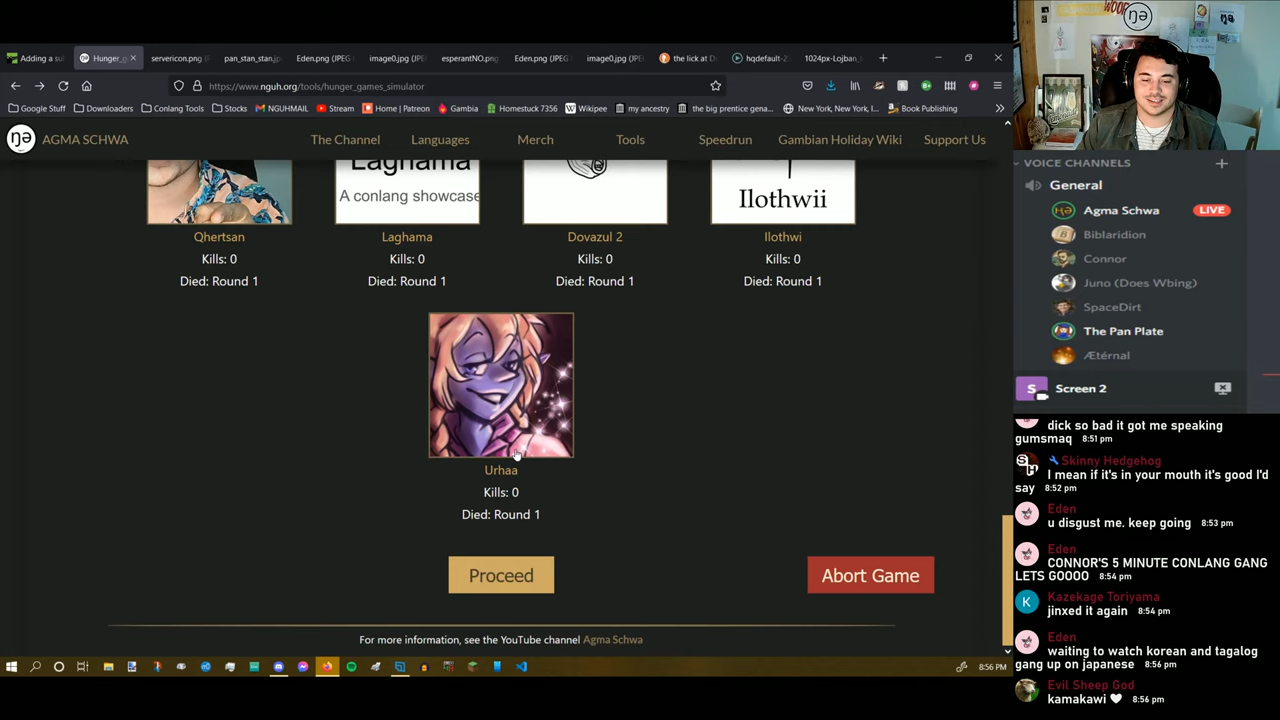 Adding a su
Hunger_g
servericon.png (
pan_stan_stan.j
Eden.png (JPEG
image0.jpg (JPE
esperantNO.png
Eden.png (JPEG
image0.jpg (JPE
the lick at D
hqdefault-2
1024px-Lojban_
https://www.nguh.org/tools/hunger_games_simulator
Google Stuff
Downloaders
Conlang Tools
Stocks
NGUHMAIL
Stream
Home | Patreon
Gambia
Homestuck 7356
Wikipee
my ancestry
the big prectice gena...
New York, New York, ...
Book Publishing
ŋə AGMA SCHWA
The Channel
Languages
Merch
Tools
Speedrun
Gambian Holiday Wiki
Support Us
Laghama
A conlang showcase
Ilothwii
Qhertsan
Laghama
Dovazul 2
Ilothwi
Kills: 0
Kills: 0
Kills: 0
Kills: 0
Died: Round 1
Died: Round 1
Died: Round 1
Died: Round 1
Urhaa
Kills: 0
Died: Round 1
Proceed
Abort Game
For more information, see the YouTube channel Agma Schwa
8:56 PM
ŋə
VOICE CHANNELS
General
Agma Schwa
LIVE
Biblaridion
Connor
Juno (Does Wbing)
SpaceDirt
The Pan Plate
Ætérnal
S Screen 2
dick so bad it got me speaking
gumsmaq 8:51 pm
Skinny Hedgehog
I mean if it's in your mouth it's good I'd
say 8:52 pm
Eden
u disgust me. keep going 8:53 pm
Eden
CONNOR'S 5 MINUTE CONLANG GANG
LETS GOOOO 8:54 pm
K Kazekage Toriyama
jinxed it again 8:54 pm
Eden
waiting to watch korean and tagalog
gang up on japanese 8:56 pm
Evil Sheep God
kamakawi ♥ 8:56 pm